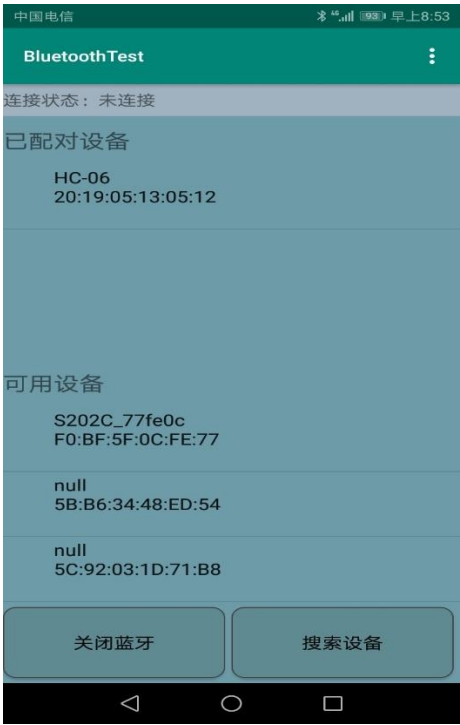 中国电信 46 93 早上8:53
BluetoothTest
连接状态：未连接
已配对设备
HC-06
20:19:05:13:05:12
可用设备
S202C_77fe0c
F0:BF:5F:0C:FE:77
null
5B:B6:34:48:ED:54
null
5C:92:03:1D:71:B8
关闭蓝牙 搜索设备